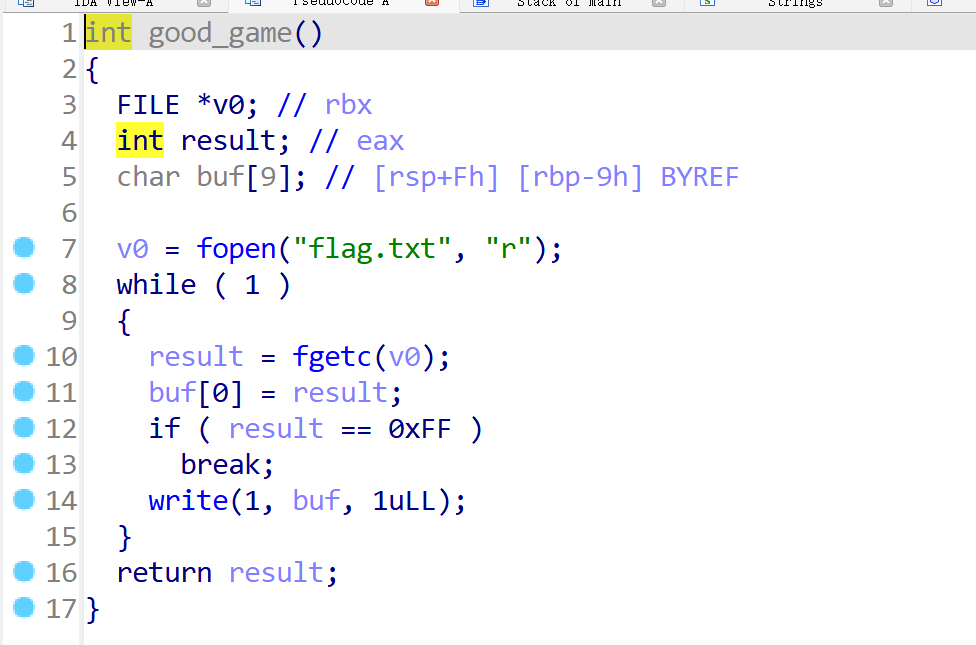 IDA View-A Pseudocode-A Stack of main Strings
1 int good_game()
2 {
3 FILE *v0; // rbx
4 int result; // eax
5 char buf[9]; // [rsp+Fh] [rbp-9h] BYREF
6
7 v0 = fopen("flag.txt", "r");
8 while ( 1 )
9 {
10 result = fgetc(v0);
11 buf[0] = result;
12 if ( result == 0xFF )
13 break;
14 write(1, buf, 1uLL);
15 }
16 return result;
17 }